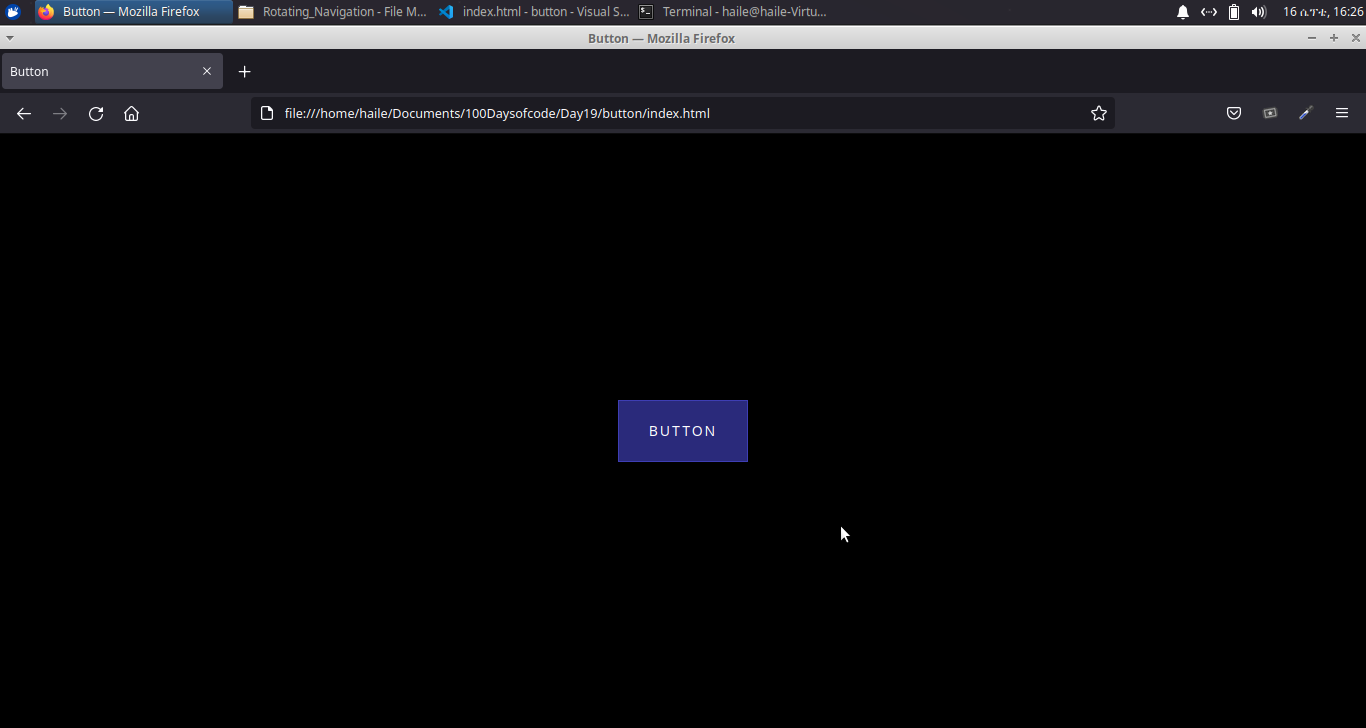 Button — Mozilla Firefox
Rotating_Navigation - File M...
index.html - button - Visual S...
Terminal - haile@haile-Virtu...
16 ሴፕቴ, 16:26
Button — Mozilla Firefox
Button
file:///home/haile/Documents/100Daysofcode/Day19/button/index.html
BUTTON